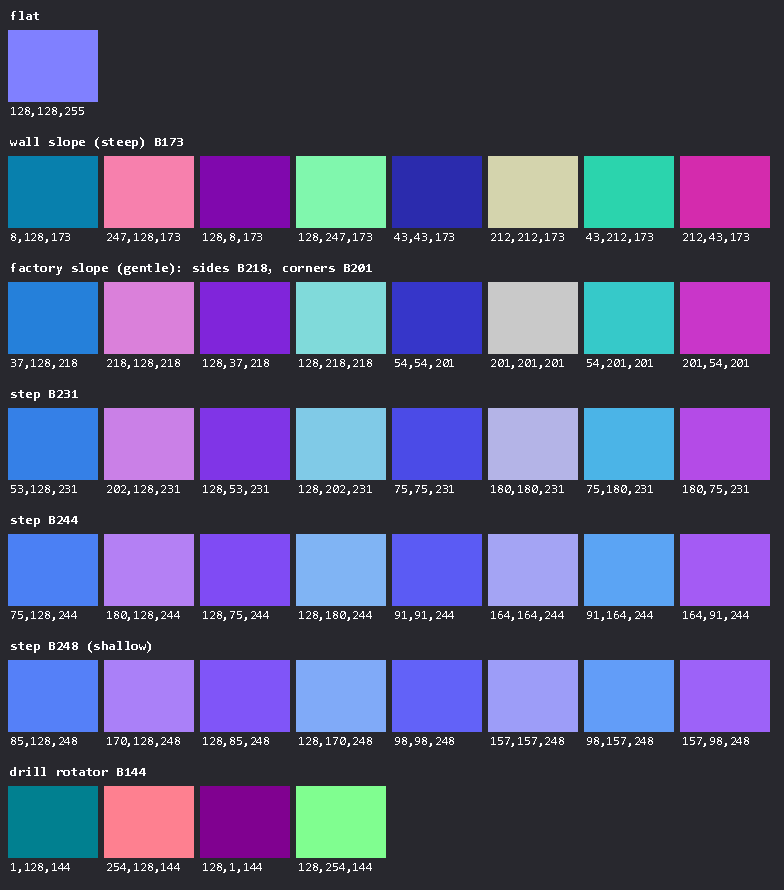 flat
128,128,255
wall slope (steep) B173
8,128,173 247,128,173 128,8,173 128,247,173 43,43,173 212,212,173 43,212,173 212,43,173
factory slope (gentle): sides B218, corners B201
37,128,218 218,128,218 128,37,218 128,218,218 54,54,201 201,201,201 54,201,201 201,54,201
step B231
53,128,231 202,128,231 128,53,231 128,202,231 75,75,231 180,180,231 75,180,231 180,75,231
step B244
75,128,244 180,128,244 128,75,244 128,180,244 91,91,244 164,164,244 91,164,244 164,91,244
step B248 (shallow)
85,128,248 170,128,248 128,85,248 128,170,248 98,98,248 157,157,248 98,157,248 157,98,248
drill rotator B144
1,128,144 254,128,144 128,1,144 128,254,144